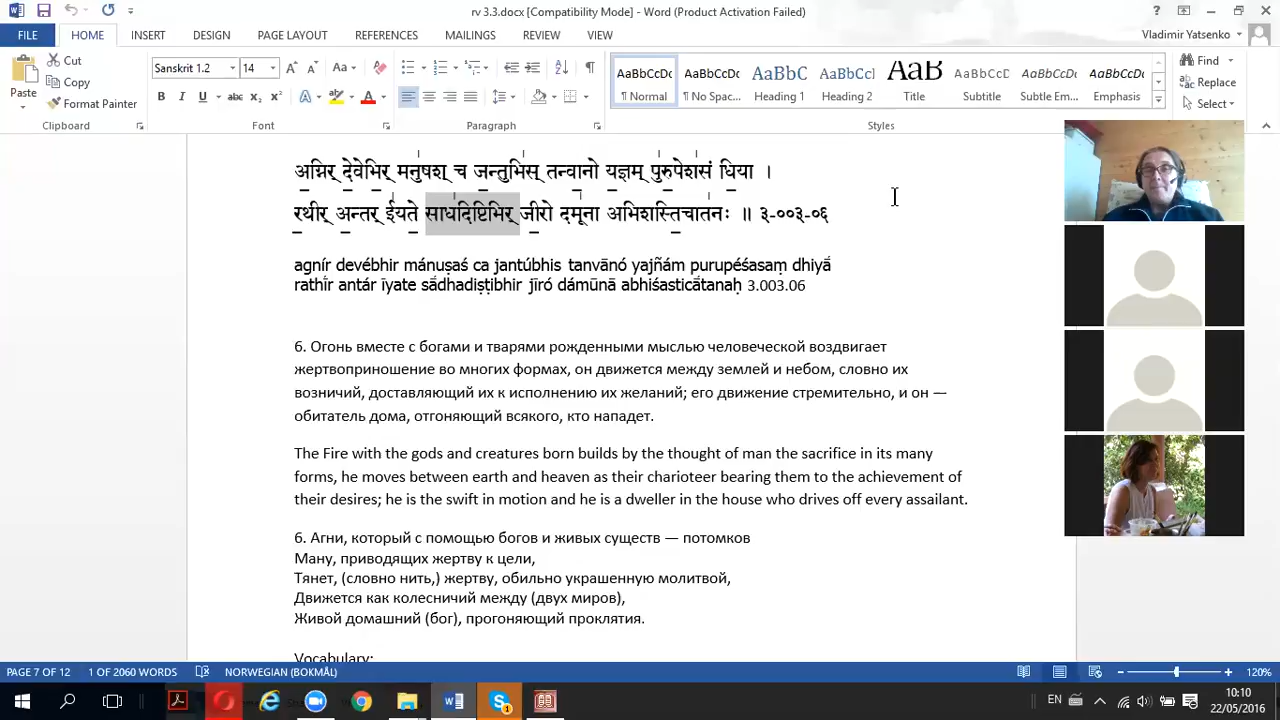 rv 3.3.docx [Compatibility Mode] - Word (Product Activation Failed)
FILE HOME INSERT DESIGN PAGE LAYOUT REFERENCES MAILINGS REVIEW VIEW Vladimir Yatsenko
Cut
Copy
Format Painter
Paste
Sanskrit 1.2 14
AaBbCcDc AaBbCcDc AaBbC AaBbCcl AaB AaBbCcD AaBbCcDc AaBbCcDc
¶ Normal ¶ No Spac... Heading 1 Heading 2 Title Subtitle Subtle Em... Emphasis
Find
Replace
Select
Clipboard Font Paragraph Styles
अ॒ग्निर् दे॒वेभि॒र् मनु॑षश् च ज॒न्तुभि॑स् तन्वा॒नो य॒ज्ञम् पु॑रु॒पेश॑सं धि॒या ।
र॒थीर् अ॒न्तर् ई॑यते॒ साध॑दिष्टिभिर् जी॒रो दमू॑ना अभिशस्ति॒चात॑नः ॥ ३-००३-०६
agnír devébhir mánuṣaś ca jantúbhis tanvānó yajñám purupéśasaṃ dhiyā́
rathī́r antár īyate sā́dhadiṣṭibhir jīró dámūnā abhiśasticā́tanaḥ 3.003.06
6. Огонь вместе с богами и тварями рожденными мыслью человеческой воздвигает
жертвоприношение во многих формах, он движется между землей и небом, словно их
возничий, доставляющий их к исполнению их желаний; его движение стремительно, и он —
обитатель дома, отгоняющий всякого, кто нападет.
The Fire with the gods and creatures born builds by the thought of man the sacrifice in its many
forms, he moves between earth and heaven as their charioteer bearing them to the achievement of
their desires; he is the swift in motion and he is a dweller in the house who drives off every assailant.
6. Агни, который с помощью богов и живых существ — потомков
Ману, приводящих жертву к цели,
Тянет, (словно нить,) жертву, обильно украшенную молитвой,
Движется как колесничий между (двух миров),
Живой домашний (бог), прогоняющий проклятия.
Vocabulary:
PAGE 7 OF 12 1 OF 2060 WORDS NORWEGIAN (BOKMÅL) 120%
EN 10:10
22/05/2016